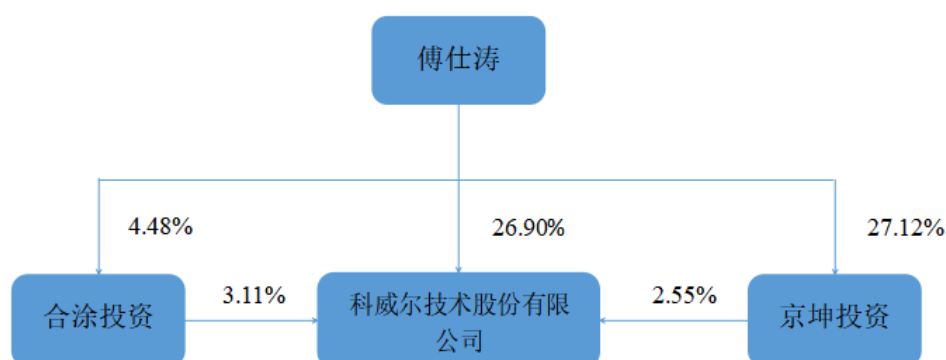 傅仕涛
4.48%
26.90%
27.12%
合涂投资
3.11%
科威尔技术股份有限
公司
2.55%
京坤投资